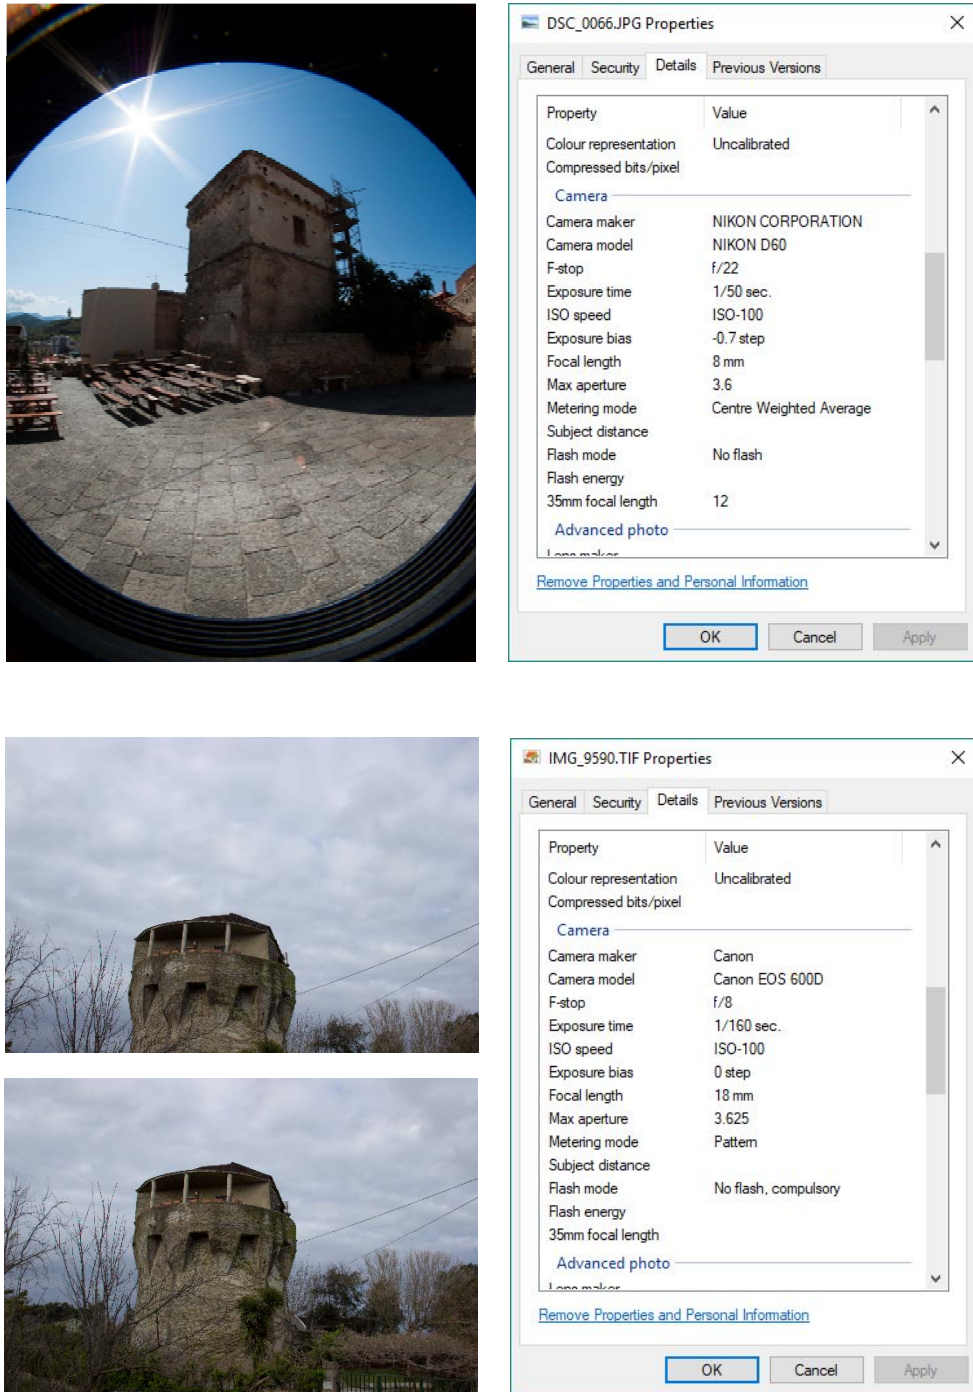 DSC_0066.JPG Properties
General Security Details Previous Versions
Property Value
Colour representation Uncalibrated
Compressed bits/pixel
Camera
Camera maker NIKON CORPORATION
Camera model NIKON D60
F-stop f/22
Exposure time 1/50 sec.
ISO speed ISO-100
Exposure bias -0.7 step
Focal length 8 mm
Max aperture 3.6
Metering mode Centre Weighted Average
Subject distance
Flash mode No flash
Flash energy
35mm focal length 12
Advanced photo
Lens maker
Remove Properties and Personal Information
OK Cancel Apply
IMG_9590.TIF Properties
General Security Details Previous Versions
Property Value
Colour representation Uncalibrated
Compressed bits/pixel
Camera
Camera maker Canon
Camera model Canon EOS 600D
F-stop f/8
Exposure time 1/160 sec.
ISO speed ISO-100
Exposure bias 0 step
Focal length 18 mm
Max aperture 3.625
Metering mode Pattern
Subject distance
Flash mode No flash, compulsory
Flash energy
35mm focal length
Advanced photo
Lens maker
Remove Properties and Personal Information
OK Cancel Apply